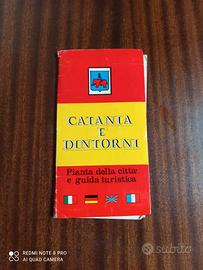 CATANIA
E
DINTORNI
Pianta della città
e guida turistica
REDMI NOTE 8 PRO
AI QUAD CAMERA
subito